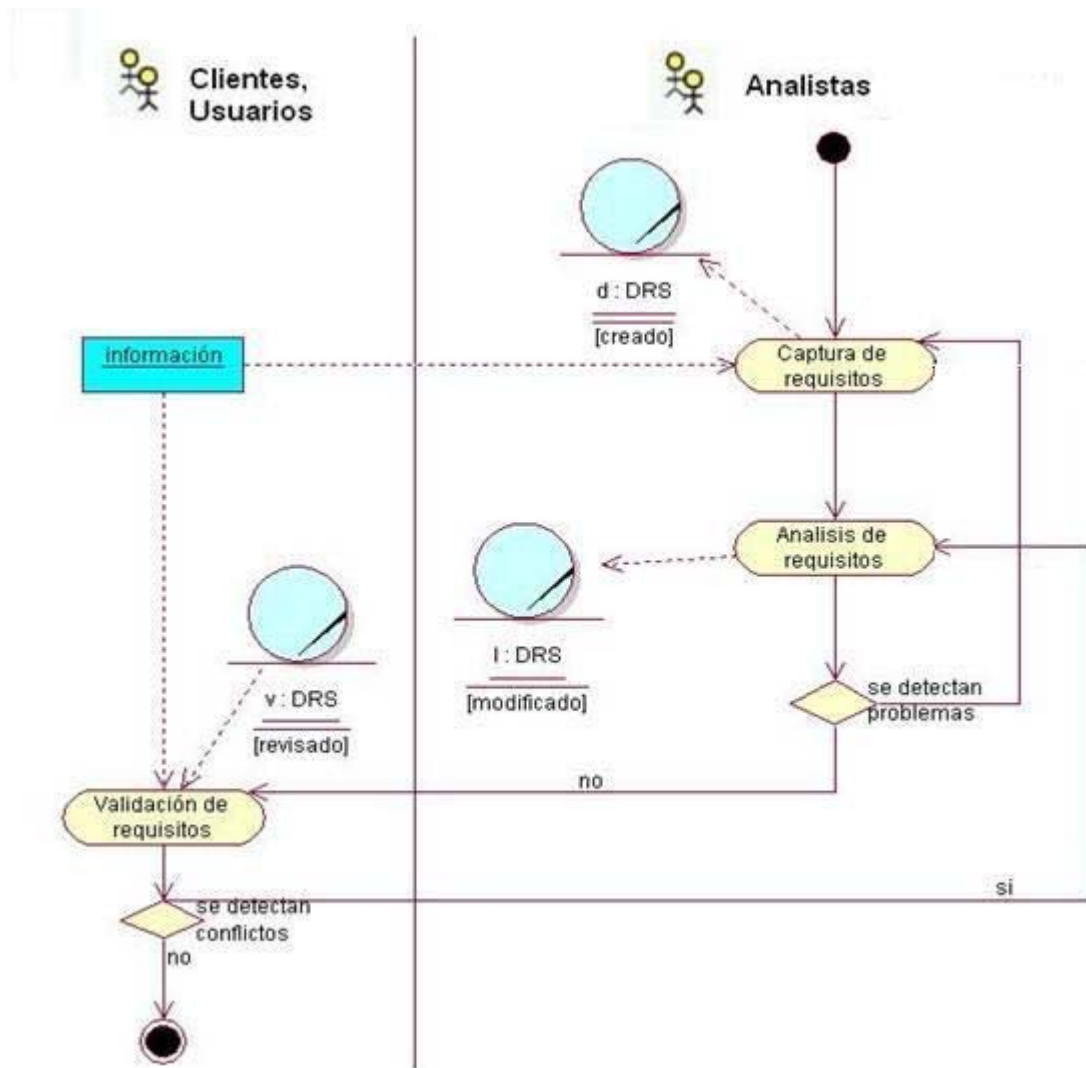 Clientes,
Usuarios
Analistas
d : DRS
[creado]
información
Captura de
requisitos
Analisis de
requisitos
l : DRS
[modificado]
v : DRS
[revisado]
se detectan
problemas
no
Validación de
requisitos
si
se detectan
conflictos
no